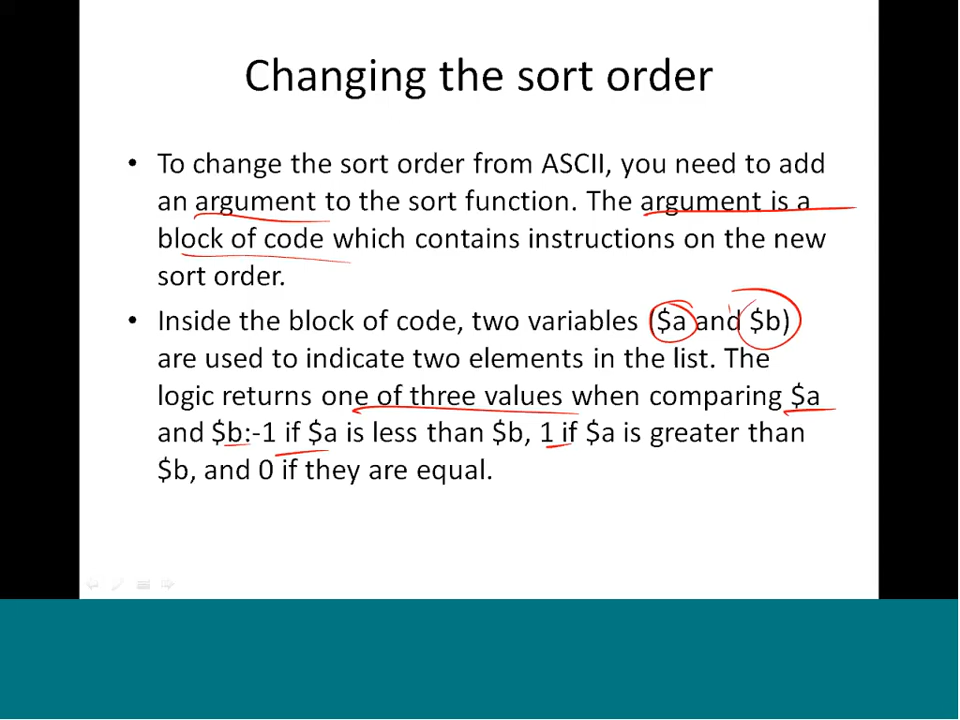 Changing the sort order
• To change the sort order from ASCII, you need to add
an argument to the sort function. The argument is a
block of code which contains instructions on the new
sort order.
• Inside the block of code, two variables ($a and $b)
are used to indicate two elements in the list. The
logic returns one of three values when comparing $a
and $b:-1 if $a is less than $b, 1 if $a is greater than
$b, and 0 if they are equal.